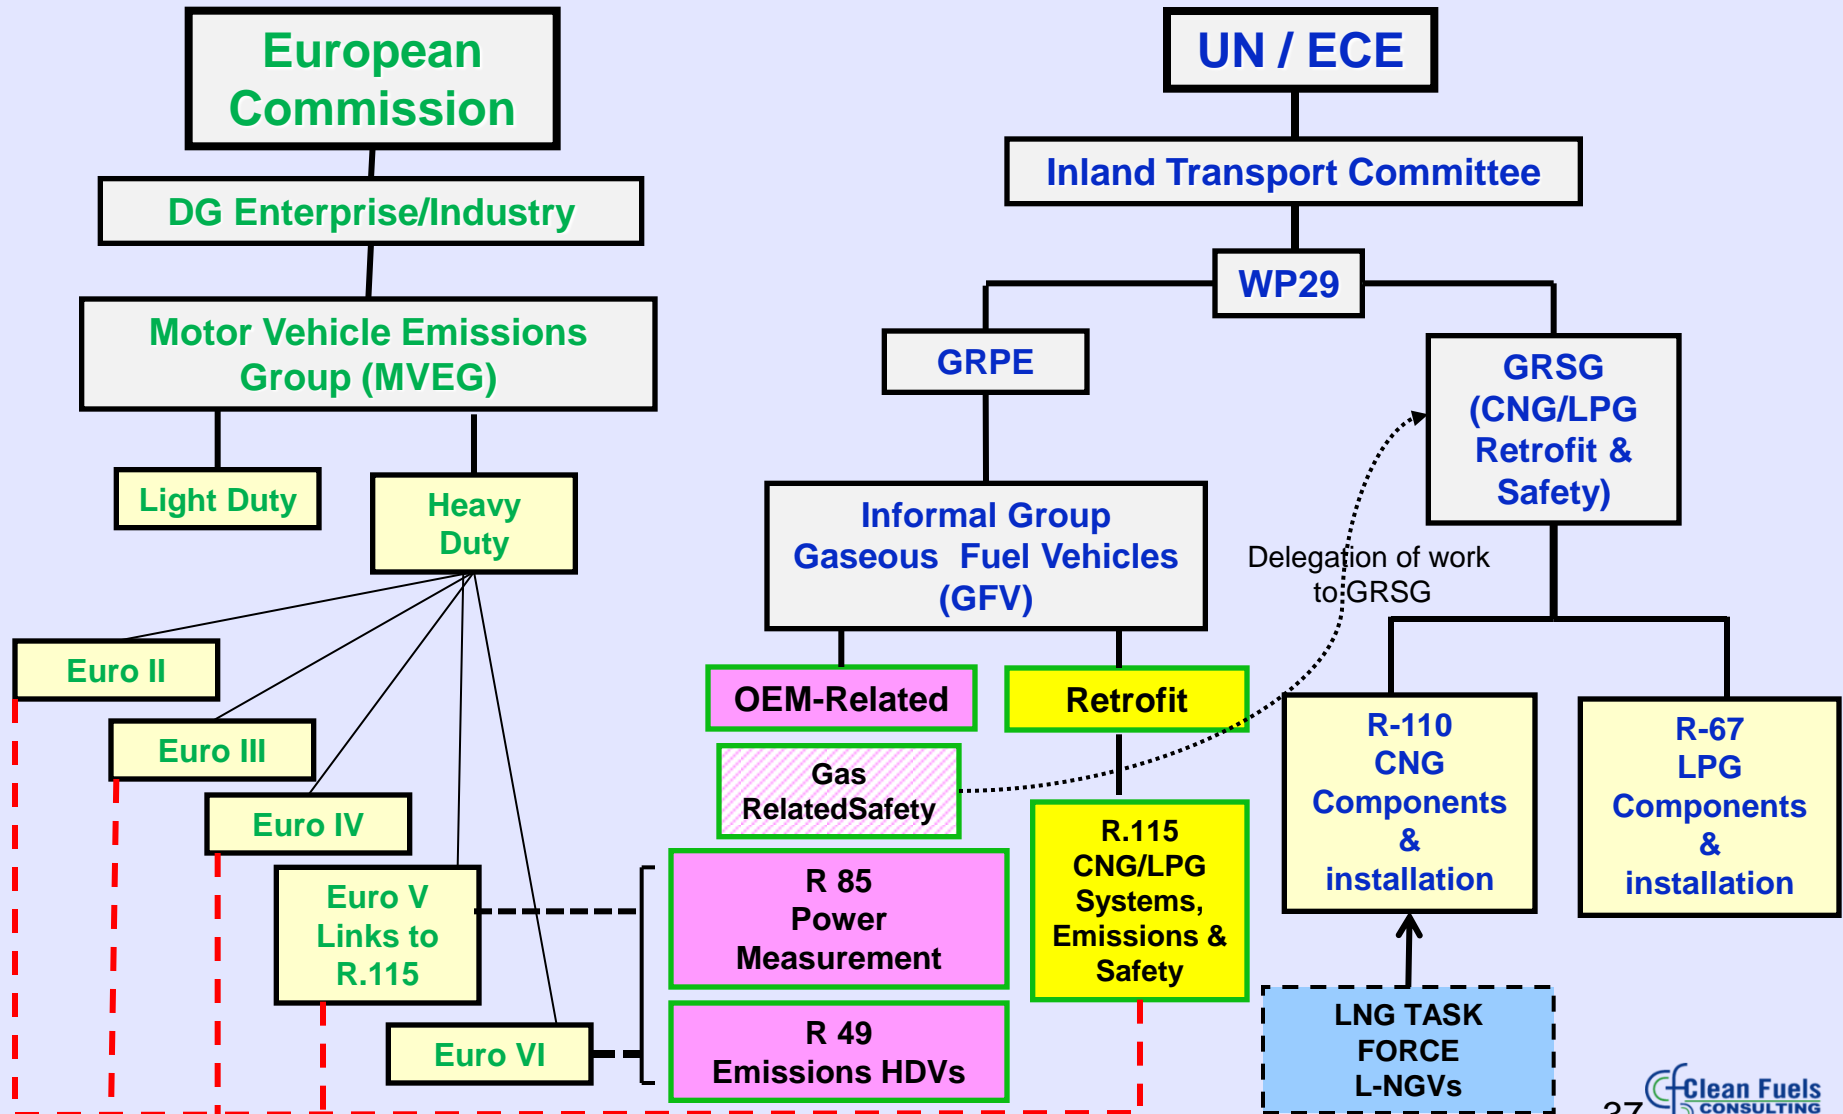 European
Commission
DG Enterprise/Industry
Motor Vehicle Emissions
Group (MVEG)
Light Duty
Heavy
Duty
Euro II
Euro III
Euro IV
Euro V
Links to
R.115
Euro VI
UN / ECE
Inland Transport Committee
WP29
GRPE
GRSG
(CNG/LPG
Retrofit &
Safety)
Informal Group
Gaseous Fuel Vehicles
(GFV)
Delegation of work
to GRSG
OEM-Related
Retrofit
Gas
RelatedSafety
R 85
Power
Measurement
R 49
Emissions HDVs
R.115
CNG/LPG
Systems,
Emissions &
Safety
R-110
CNG
Components
&
installation
R-67
LPG
Components
&
installation
LNG TASK
FORCE
L-NGVs
37
Clean Fuels
CONSULTING